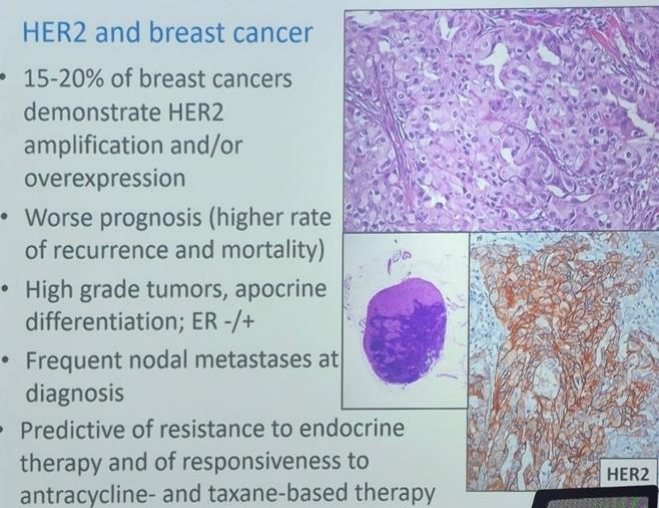 HER2 and breast cancer
• 15-20% of breast cancers
demonstrate HER2
amplification and/or
overexpression
• Worse prognosis (higher rate
of recurrence and mortality)
• High grade tumors, apocrine
differentiation; ER -/+
• Frequent nodal metastases at
diagnosis
• Predictive of resistance to endocrine
therapy and of responsiveness to
antracycline- and taxane-based therapy
HER2